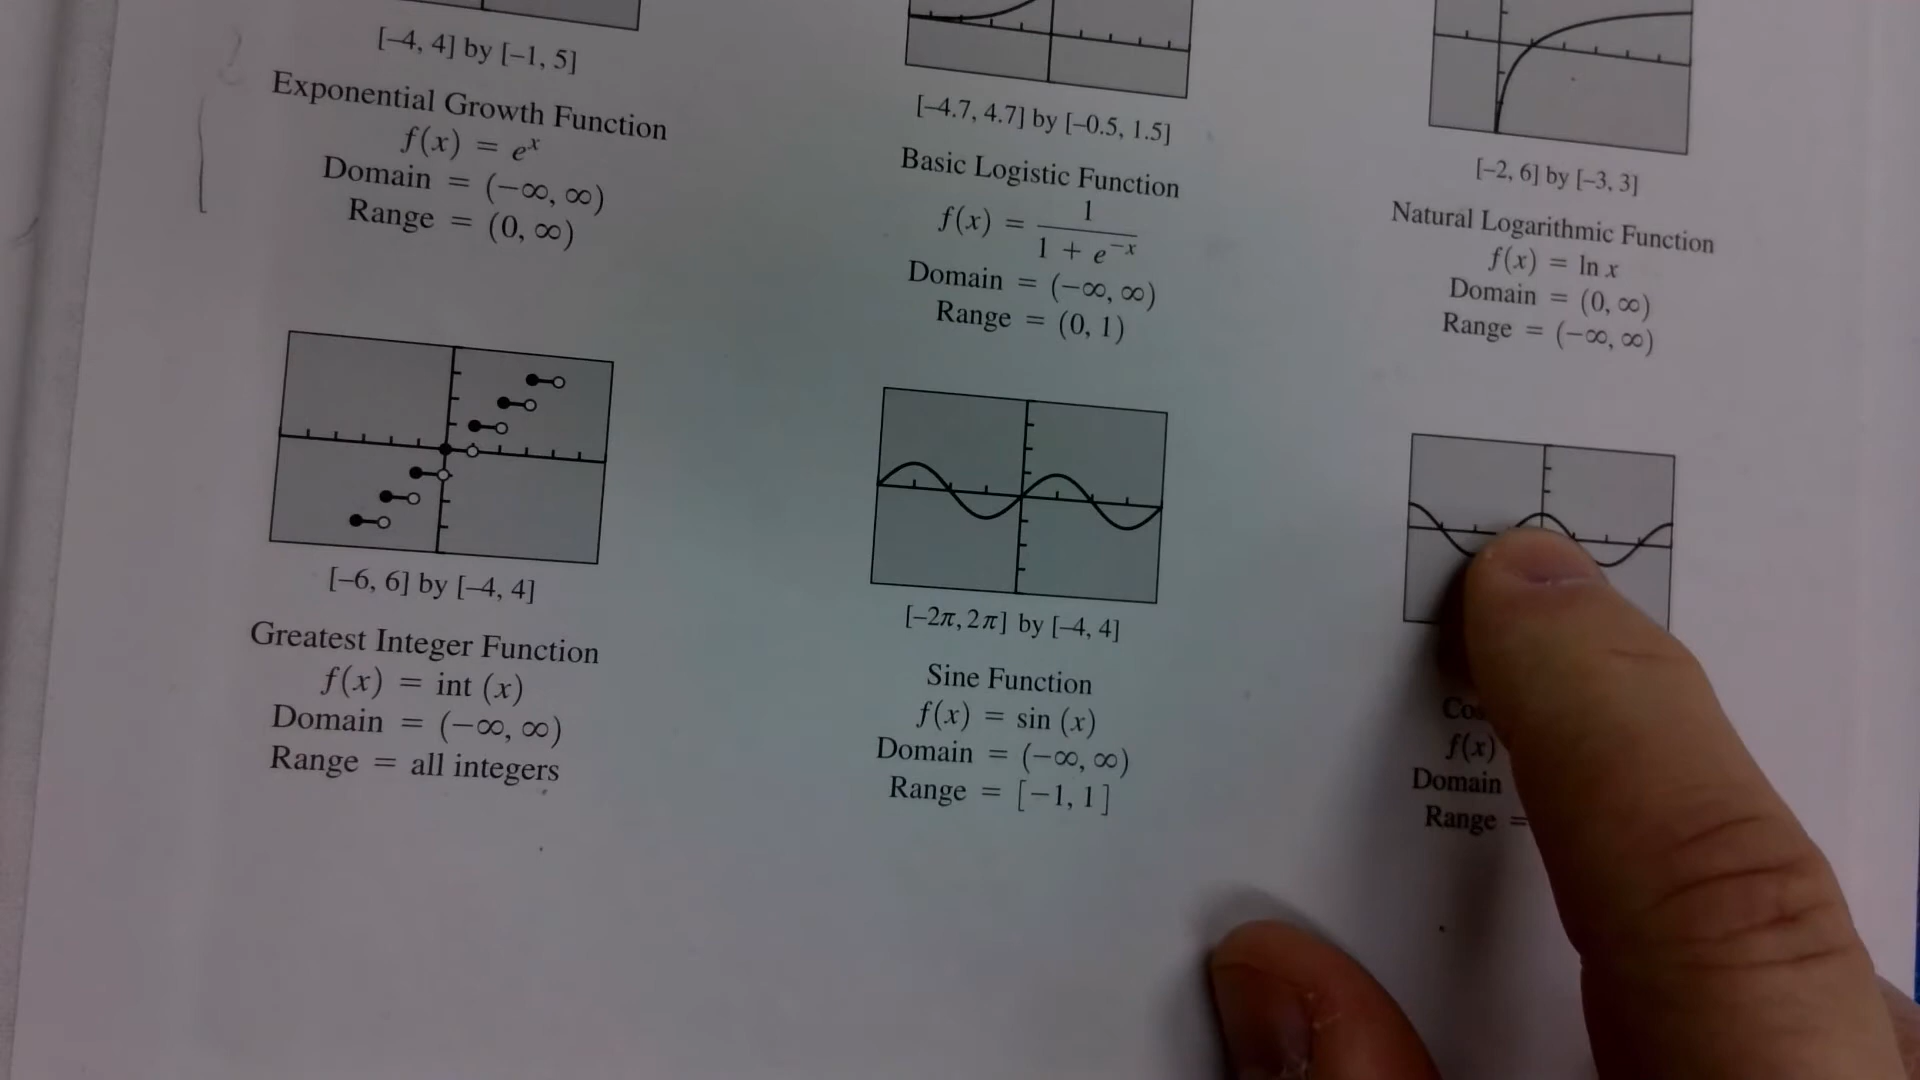 [–4, 4] by [–1, 5]
Exponential Growth Function
f(x) = eˣ
Domain = (−∞, ∞)
Range = (0, ∞)
[–4.7, 4.7] by [–0.5, 1.5]
Basic Logistic Function
f(x) = 1 / (1 + e⁻ˣ)
Domain = (−∞, ∞)
Range = (0, 1)
[–2, 6] by [–3, 3]
Natural Logarithmic Function
f(x) = ln x
Domain = (0, ∞)
Range = (−∞, ∞)
[–6, 6] by [–4, 4]
Greatest Integer Function
f(x) = int (x)
Domain = (−∞, ∞)
Range = all integers
[–2π, 2π] by [–4, 4]
Sine Function
f(x) = sin (x)
Domain = (−∞, ∞)
Range = [−1, 1]
f(x)
Domain
Range =